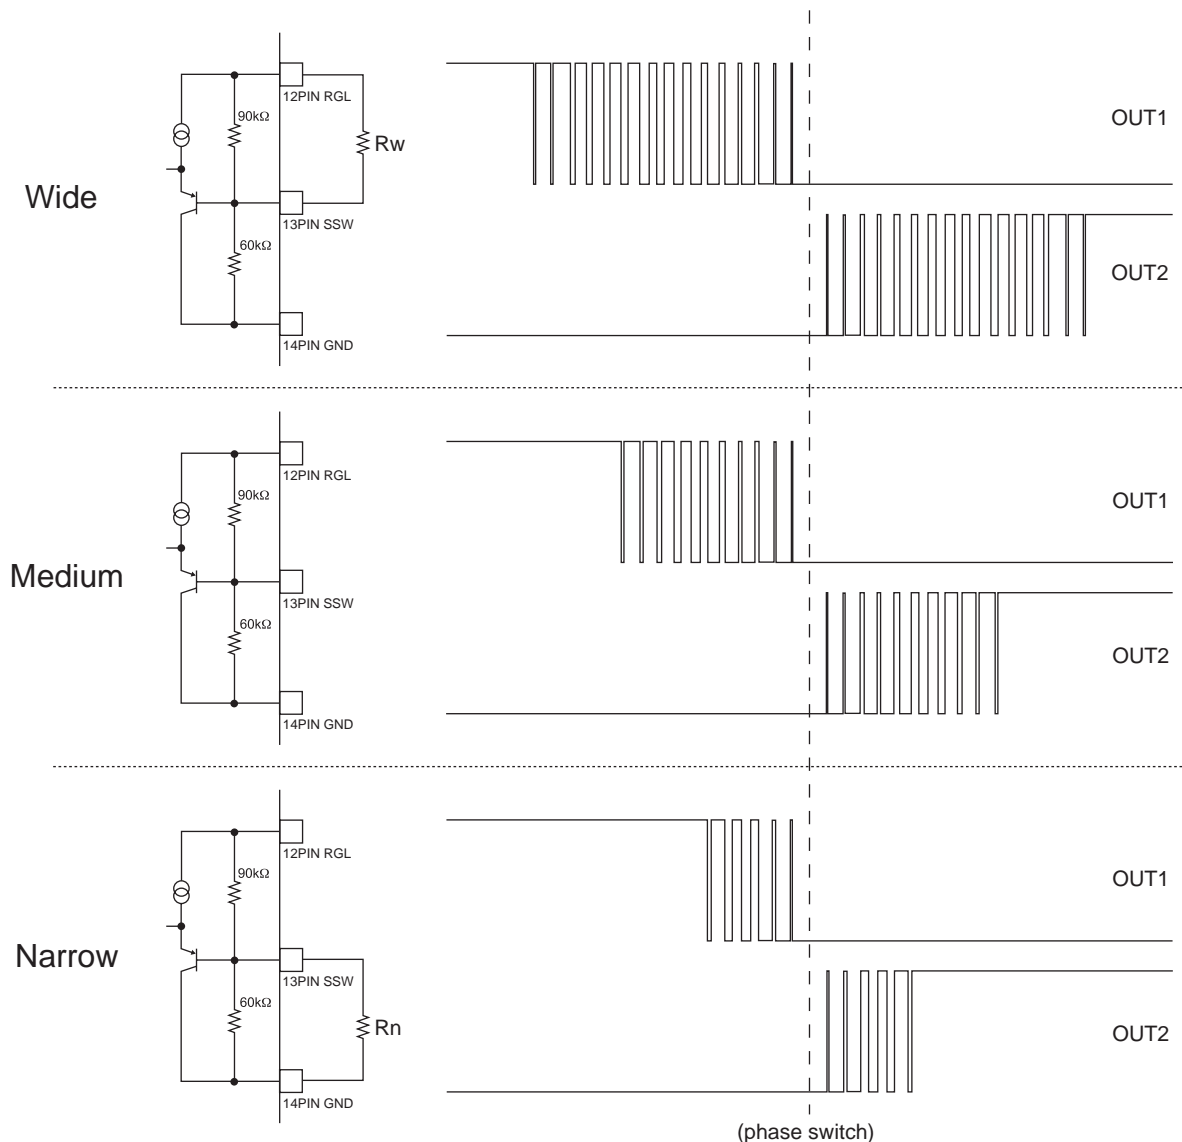 12PIN RGL
90kΩ
Rw
OUT1
Wide
13PIN SSW
60kΩ
OUT2
14PIN GND
12PIN RGL
90kΩ
OUT1
Medium
13PIN SSW
60kΩ
OUT2
14PIN GND
12PIN RGL
90kΩ
OUT1
Narrow
13PIN SSW
60kΩ
Rn
OUT2
14PIN GND
(phase switch)